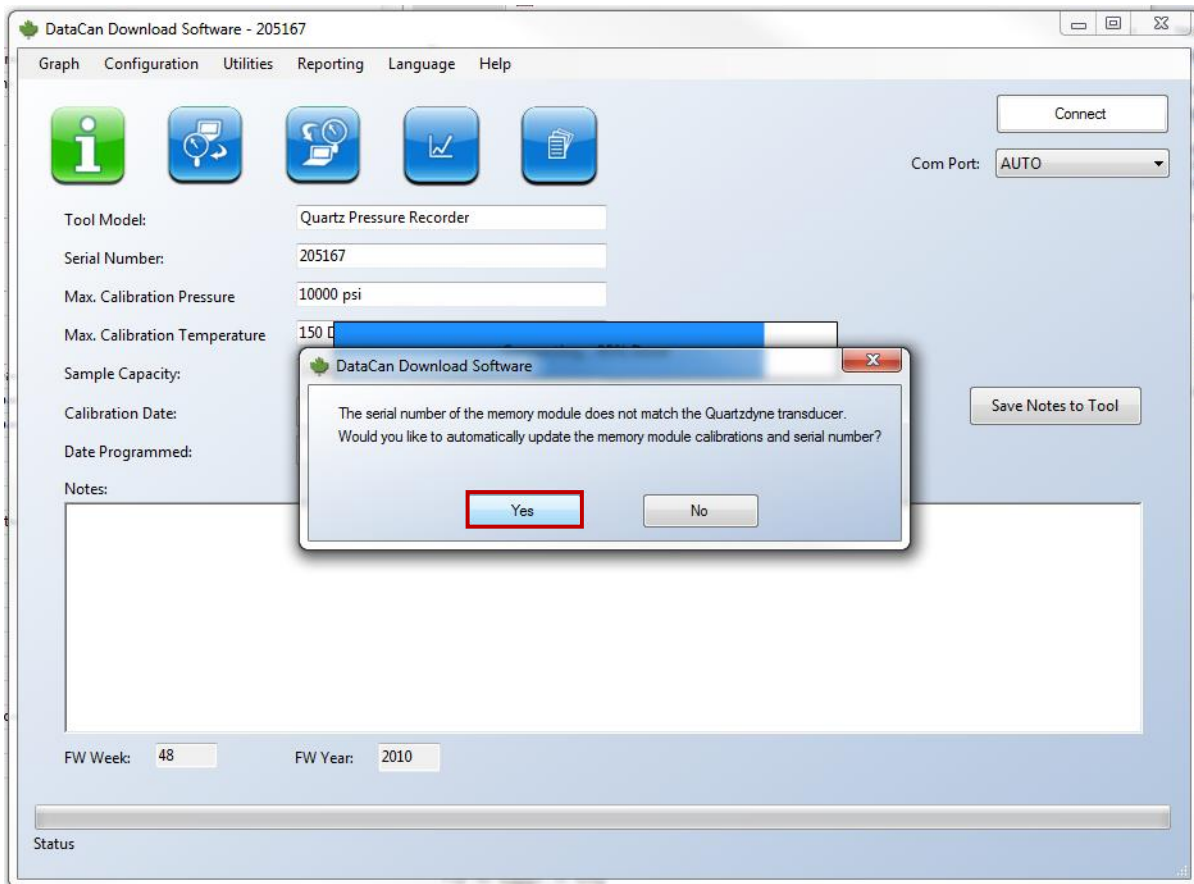 DataCan Download Software - 205167
Graph Configuration Utilities Reporting Language Help
Connect
Com Port: AUTO
Tool Model: Quartz Pressure Recorder
Serial Number: 205167
Max. Calibration Pressure 10000 psi
Max. Calibration Temperature 150
Sample Capacity:
DataCan Download Software
Calibration Date:
Date Programmed:
The serial number of the memory module does not match the Quartzdyne transducer.
Would you like to automatically update the memory module calibrations and serial number?
Yes No
Save Notes to Tool
Notes:
FW Week: 48 FW Year: 2010
Status